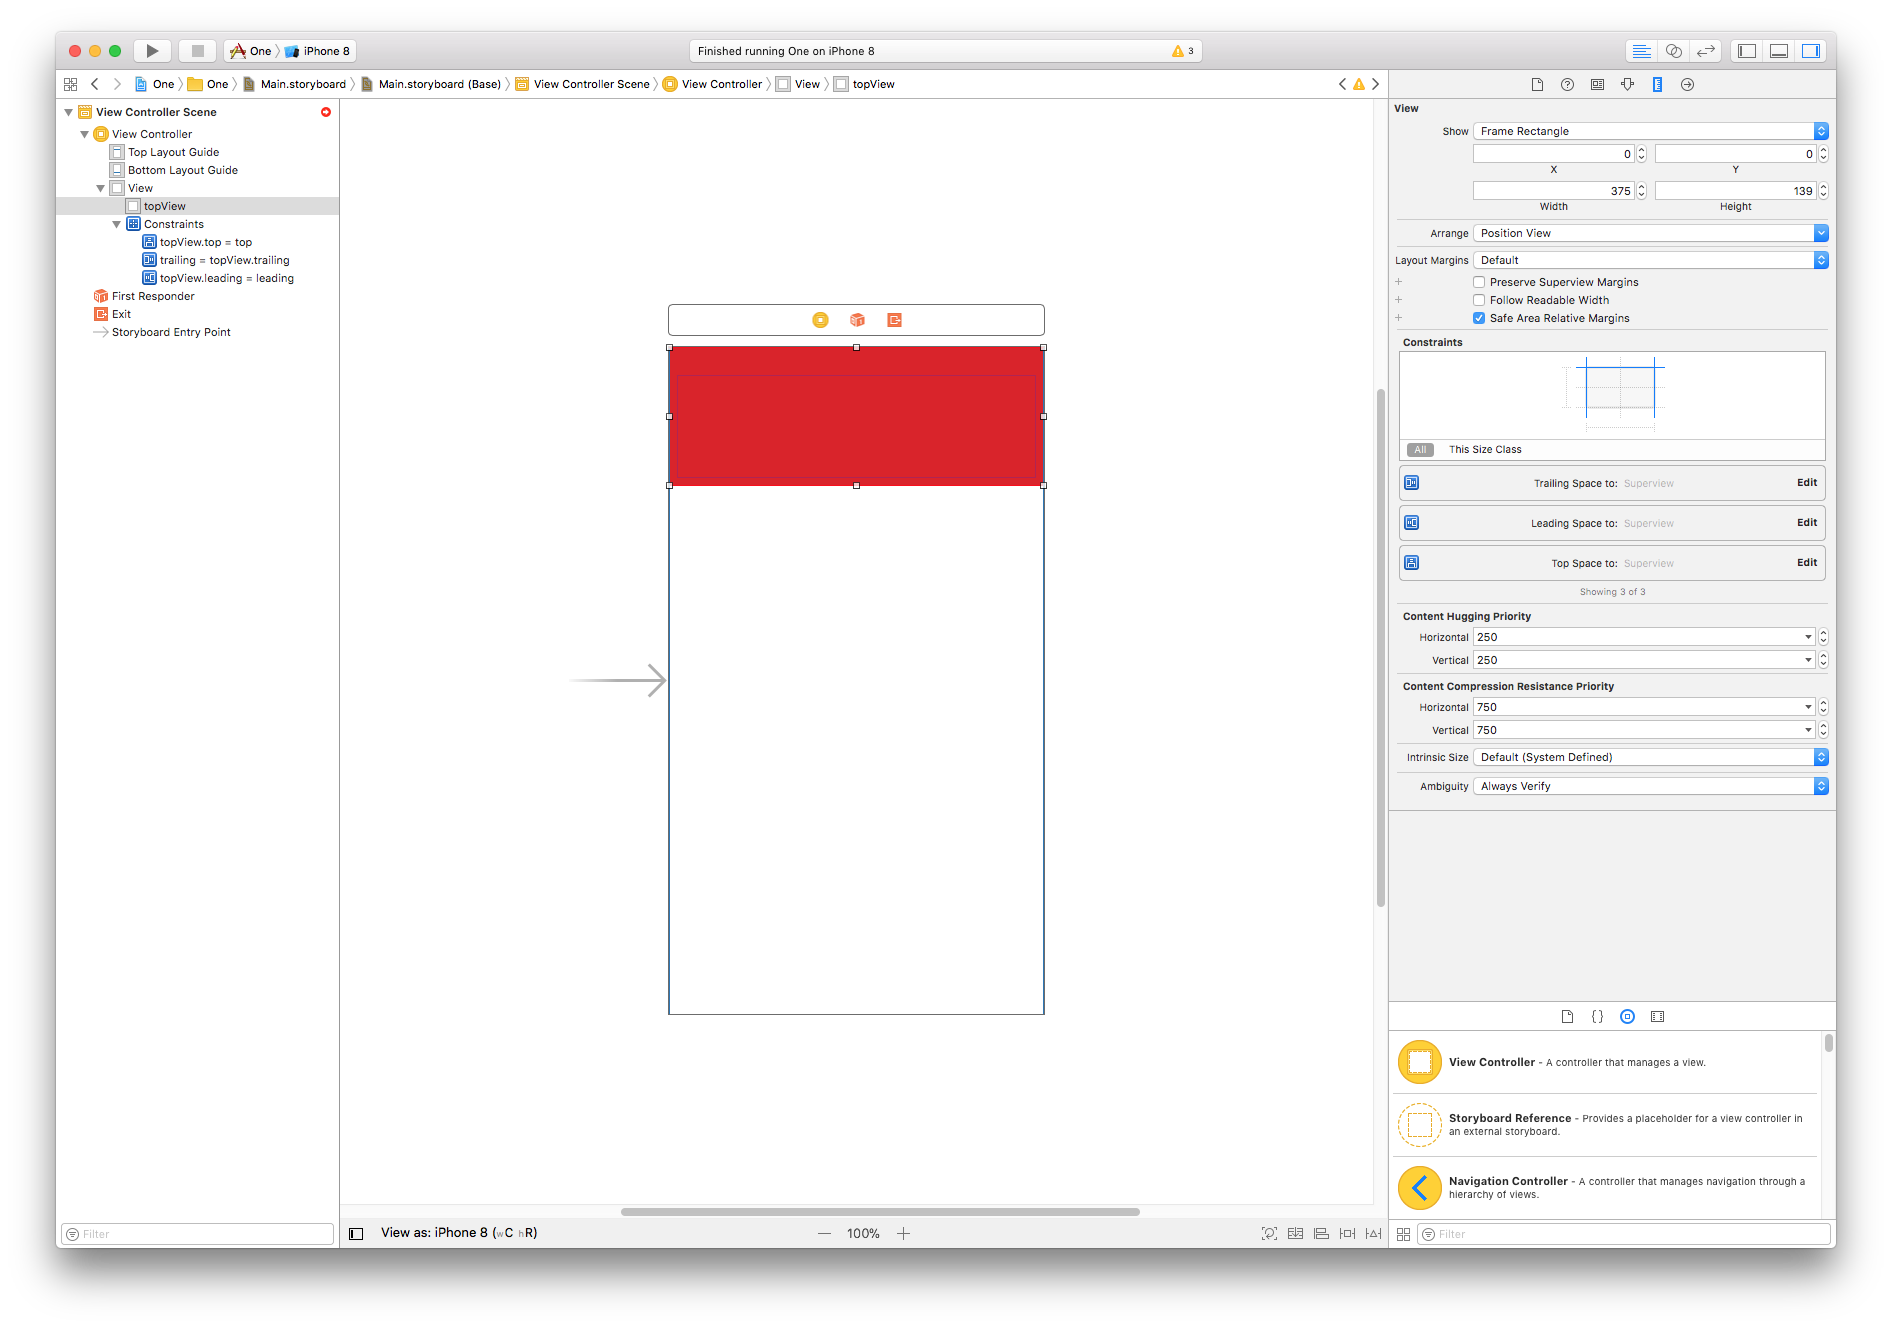 One
iPhone 8
Finished running One on iPhone 8
3
One
One
Main.storyboard
Main.storyboard (Base)
View Controller Scene
View Controller
View
topView
View Controller Scene
View Controller
Top Layout Guide
Bottom Layout Guide
View
topView
Constraints
topView.top = top
trailing = topView.trailing
topView.leading = leading
First Responder
Exit
Storyboard Entry Point
Filter
View as: iPhone 8 (wC hR)
100%
View
Show Frame Rectangle
0 0
X Y
375 139
Width Height
Arrange Position View
Layout Margins Default
Preserve Superview Margins
Follow Readable Width
Safe Area Relative Margins
Constraints
All This Size Class
Trailing Space to: Superview Edit
Leading Space to: Superview Edit
Top Space to: Superview Edit
Showing 3 of 3
Content Hugging Priority
Horizontal 250
Vertical 250
Content Compression Resistance Priority
Horizontal 750
Vertical 750
Intrinsic Size Default (System Defined)
Ambiguity Always Verify
View Controller - A controller that manages a view.
Storyboard Reference - Provides a placeholder for a view controller in
an external storyboard.
Navigation Controller - A controller that manages navigation through a
hierarchy of views.
Filter